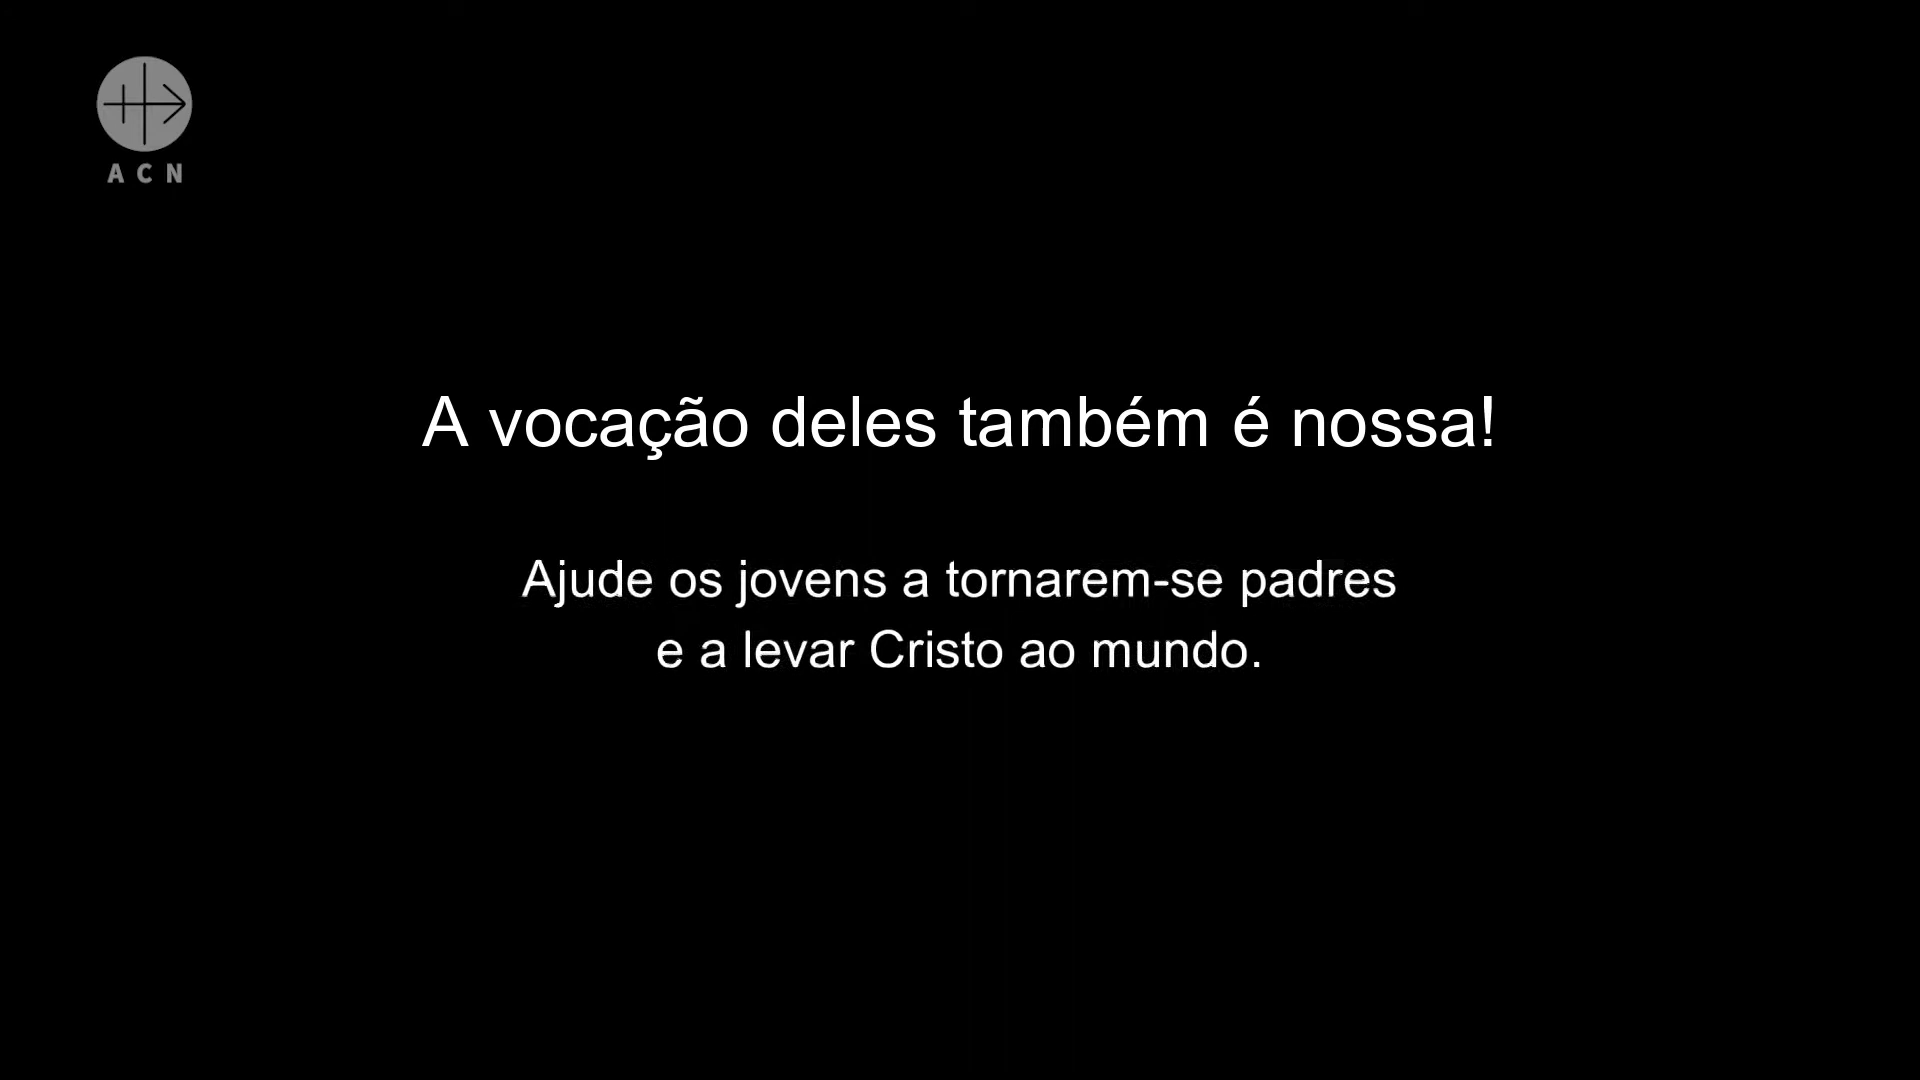 ACN
A vocação deles também é nossa!
Ajude os jovens a tornarem-se padres
e a levar Cristo ao mundo.